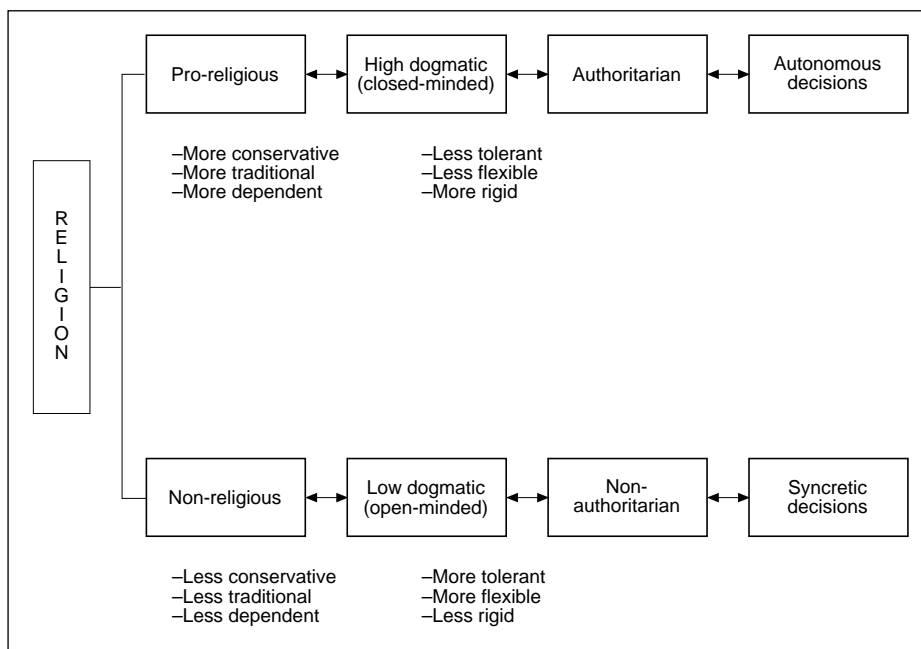 Pro-religious
High dogmatic
(closed-minded)
Authoritarian
Autonomous
decisions
–More conservative
–More traditional
–More dependent
–Less tolerant
–Less flexible
–More rigid
R
E
L
I
G
I
O
N
Non-religious
Low dogmatic
(open-minded)
Non-
authoritarian
Syncretic
decisions
–Less conservative
–Less traditional
–Less dependent
–More tolerant
–More flexible
–Less rigid